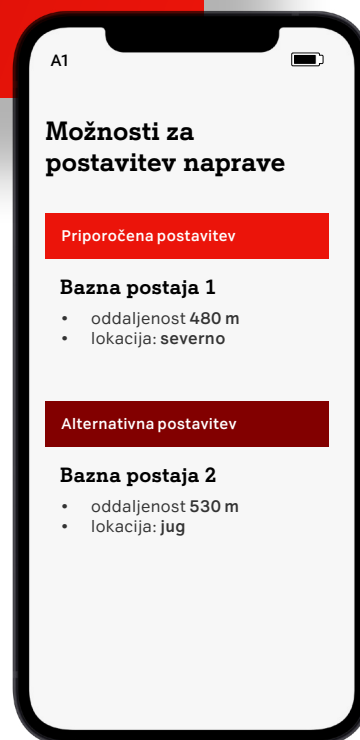 A1
Možnosti za
postavitev naprave
Priporočena postavitev
Bazna postaja 1
• oddaljenost 480 m
• lokacija: severno
Alternativna postavitev
Bazna postaja 2
• oddaljenost 530 m
• lokacija: jug